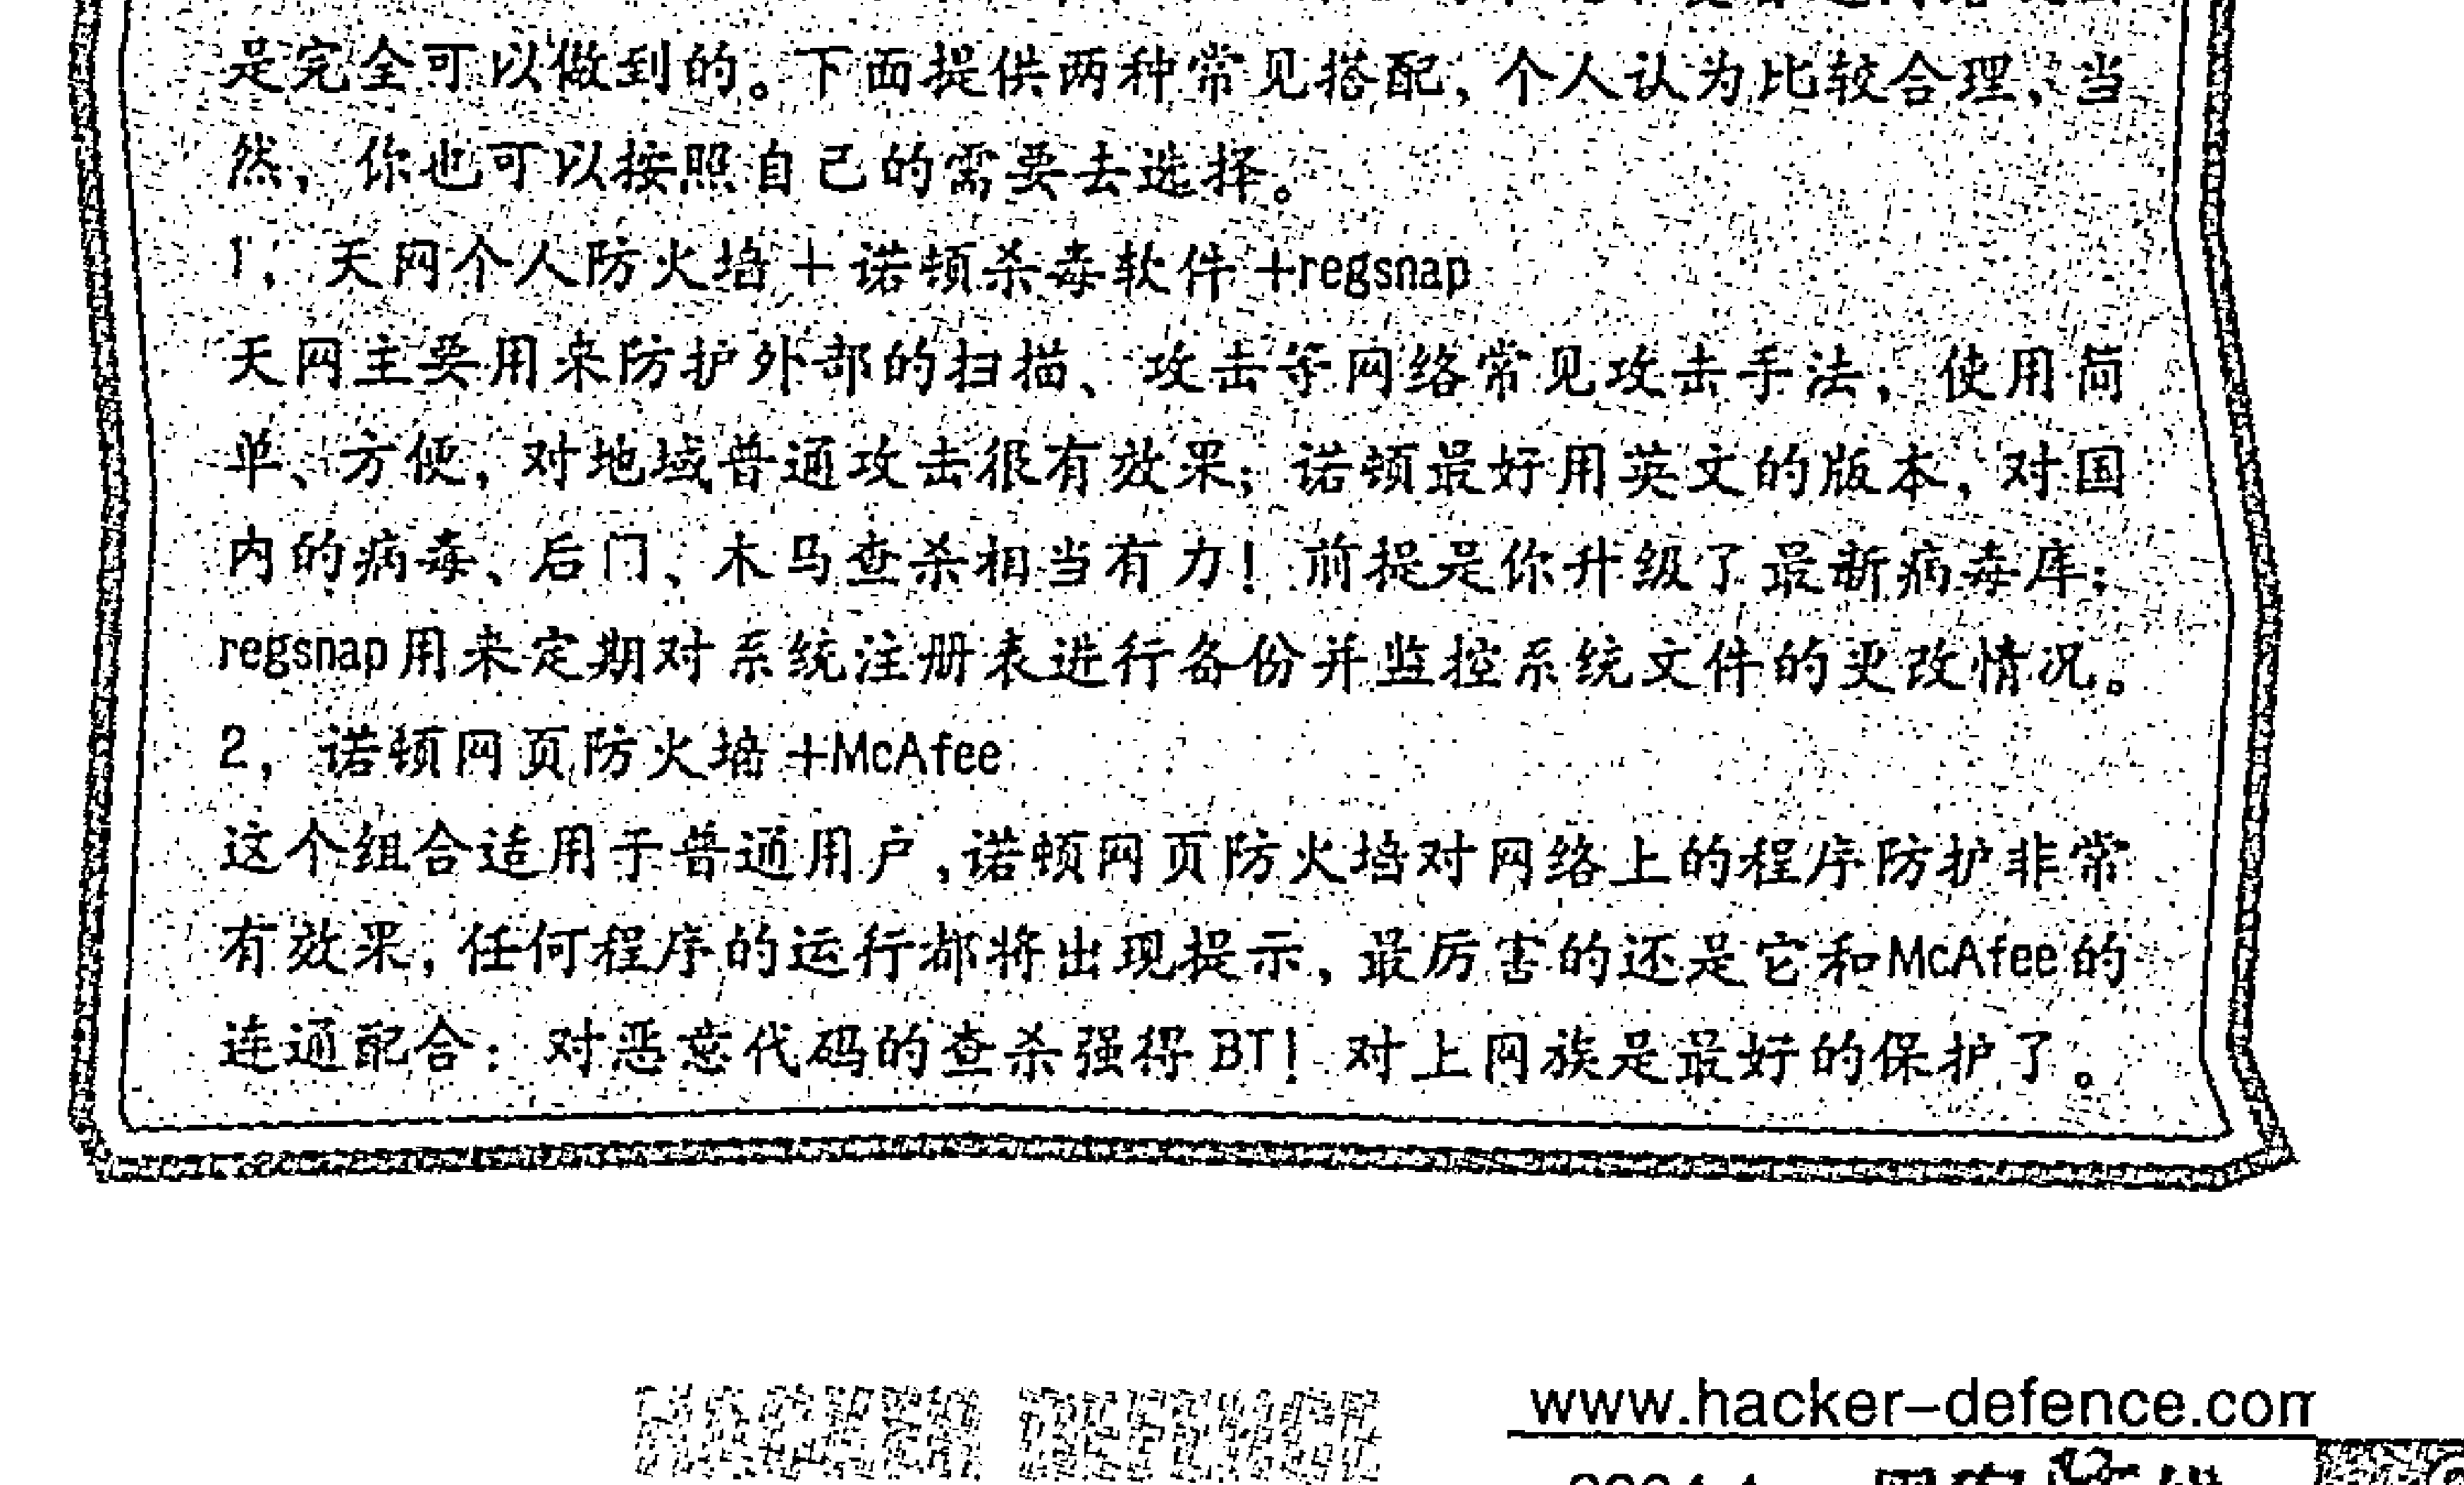 是完全可以做到的。下面提供两种常见搭配，个人认为比较合理，当
然，你也可以按照自己的需要去选择。
1，天网个人防火墙＋诺顿杀毒软件+regsnap
天网主要用来防护外部的扫描、攻击等网络常见攻击手法，使用简
单、方便，对地域普通攻击很有效果；诺顿最好用英文的版本，对国
内的病毒、后门、木马查杀相当有力！前提是你升级了最新病毒库；
regsnap用来定期对系统注册表进行备份并监控系统文件的更改情况。
2，诺顿网页防火墙+McAfee
这个组合适用于普通用户，诺顿网页防火墙对网络上的程序防护非常
有效果，任何程序的运行都将出现提示，最厉害的还是它和McAfee的
连通配合：对恶意代码的查杀强得BT！对上网族是最好的保护了。
HACKER DEFENCE
www.hacker-defence.com